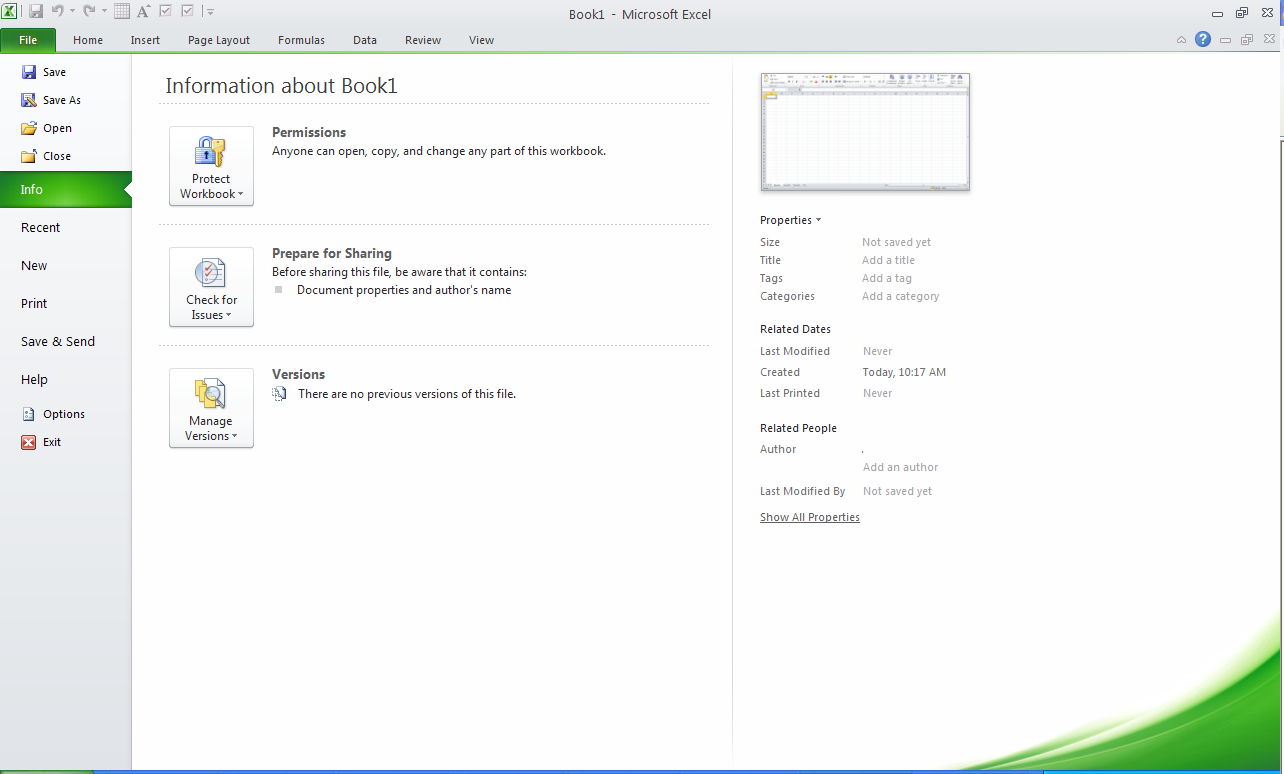 Book1 - Microsoft Excel
File Home Insert Page Layout Formulas Data Review View
Save
Save As
Open
Close
Info
Recent
New
Print
Save & Send
Help
Options
Exit
Information about Book1
Protect
Workbook
Permissions
Anyone can open, copy, and change any part of this workbook.
Check for
Issues
Prepare for Sharing
Before sharing this file, be aware that it contains:
Document properties and author's name
Manage
Versions
Versions
There are no previous versions of this file.
Properties
Size Not saved yet
Title Add a title
Tags Add a tag
Categories Add a category
Related Dates
Last Modified Never
Created Today, 10:17 AM
Last Printed Never
Related People
Author .
Add an author
Last Modified By Not saved yet
Show All Properties